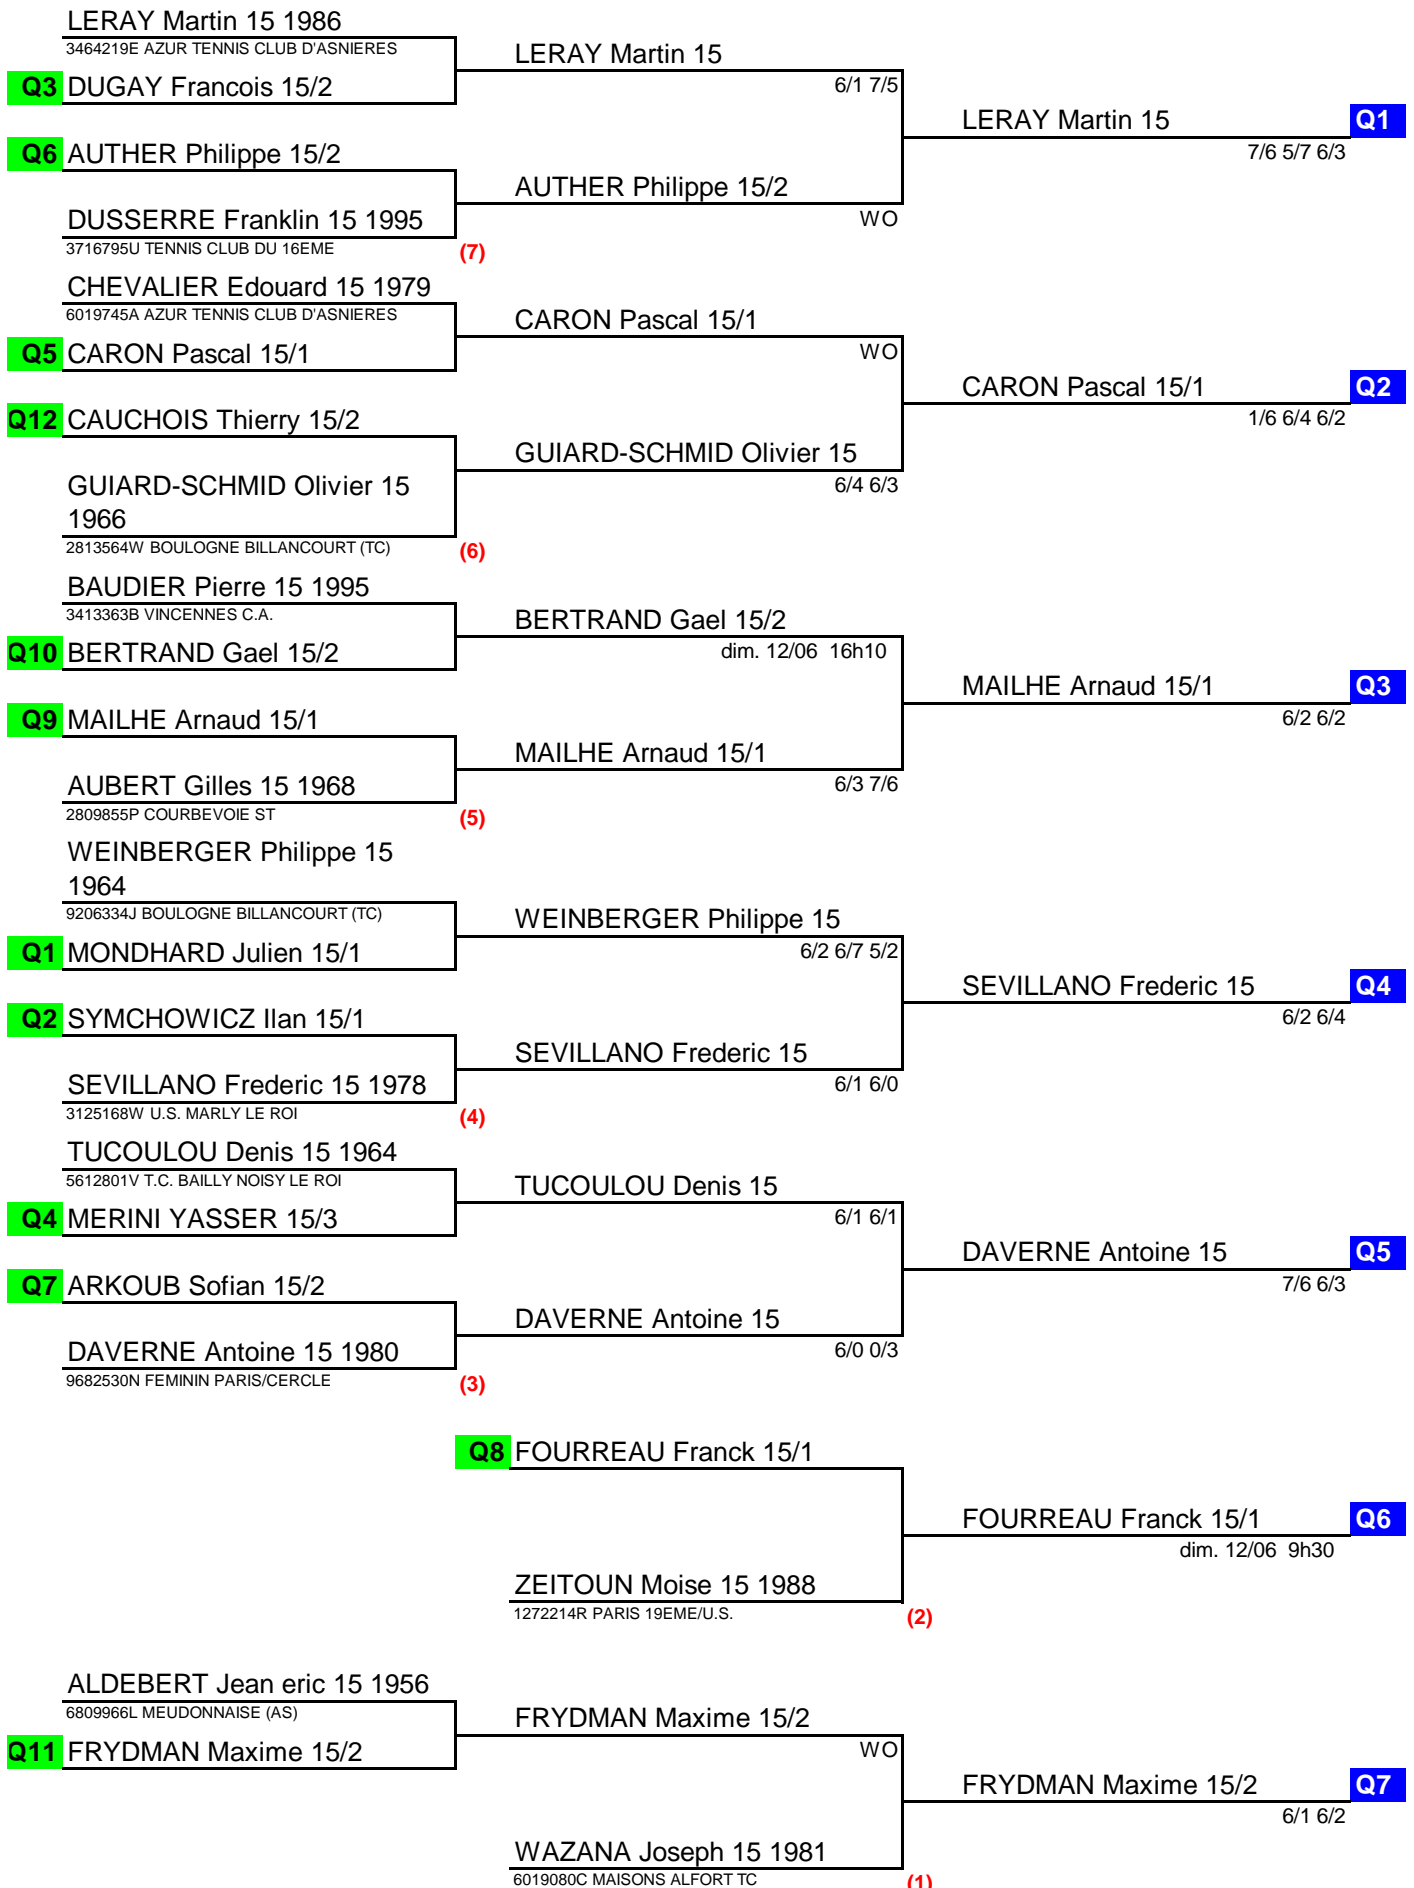 LERAY Martin 15 1986
3464219E AZUR TENNIS CLUB D'ASNIERES
LERAY Martin 15
6/1 7/5
Q3 DUGAY Francois 15/2
LERAY Martin 15 Q1
7/6 5/7 6/3
Q6 AUTHER Philippe 15/2
AUTHER Philippe 15/2
WO
DUSSERRE Franklin 15 1995
3716795U TENNIS CLUB DU 16EME
(7)
CHEVALIER Edouard 15 1979
6019745A AZUR TENNIS CLUB D'ASNIERES
CARON Pascal 15/1
WO
Q5 CARON Pascal 15/1
CARON Pascal 15/1 Q2
1/6 6/4 6/2
Q12 CAUCHOIS Thierry 15/2
GUIARD-SCHMID Olivier 15
6/4 6/3
GUIARD-SCHMID Olivier 15
1966
2813564W BOULOGNE BILLANCOURT (TC)
(6)
BAUDIER Pierre 15 1995
3413363B VINCENNES C.A.
BERTRAND Gael 15/2
dim. 12/06 16h10
Q10 BERTRAND Gael 15/2
MAILHE Arnaud 15/1 Q3
6/2 6/2
Q9 MAILHE Arnaud 15/1
MAILHE Arnaud 15/1
6/3 7/6
AUBERT Gilles 15 1968
2809855P COURBEVOIE ST
(5)
WEINBERGER Philippe 15
1964
9206334J BOULOGNE BILLANCOURT (TC)
WEINBERGER Philippe 15
6/2 6/7 5/2
Q1 MONDHARD Julien 15/1
SEVILLANO Frederic 15 Q4
6/2 6/4
Q2 SYMCHOWICZ Ilan 15/1
SEVILLANO Frederic 15
6/1 6/0
SEVILLANO Frederic 15 1978
3125168W U.S. MARLY LE ROI
(4)
TUCOULOU Denis 15 1964
5612801V T.C. BAILLY NOISY LE ROI
TUCOULOU Denis 15
6/1 6/1
Q4 MERINI YASSER 15/3
DAVERNE Antoine 15 Q5
7/6 6/3
Q7 ARKOUB Sofian 15/2
DAVERNE Antoine 15
6/0 0/3
DAVERNE Antoine 15 1980
9682530N FEMININ PARIS/CERCLE
(3)
Q8 FOURREAU Franck 15/1
FOURREAU Franck 15/1 Q6
dim. 12/06 9h30
ZEITOUN Moise 15 1988
1272214R PARIS 19EME/U.S.
(2)
ALDEBERT Jean eric 15 1956
6809966L MEUDONNAISE (AS)
FRYDMAN Maxime 15/2
WO
Q11 FRYDMAN Maxime 15/2
FRYDMAN Maxime 15/2 Q7
6/1 6/2
WAZANA Joseph 15 1981
6019080C MAISONS ALFORT TC
(1)